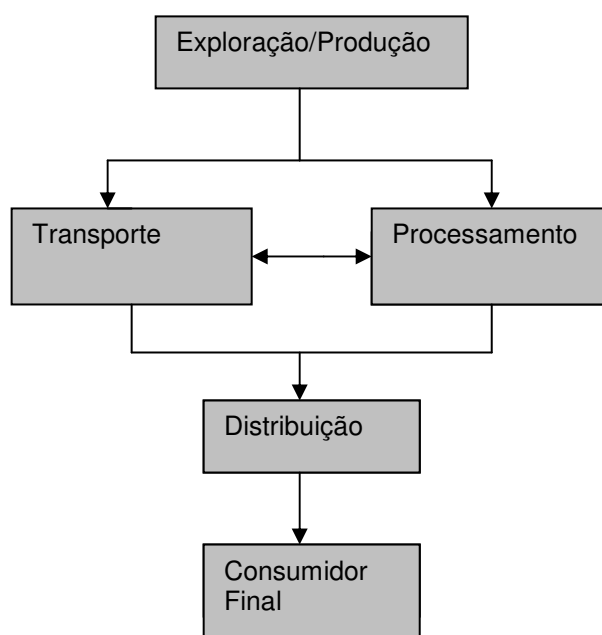 Exploração/Produção
Transporte
Processamento
Distribuição
Consumidor
Final